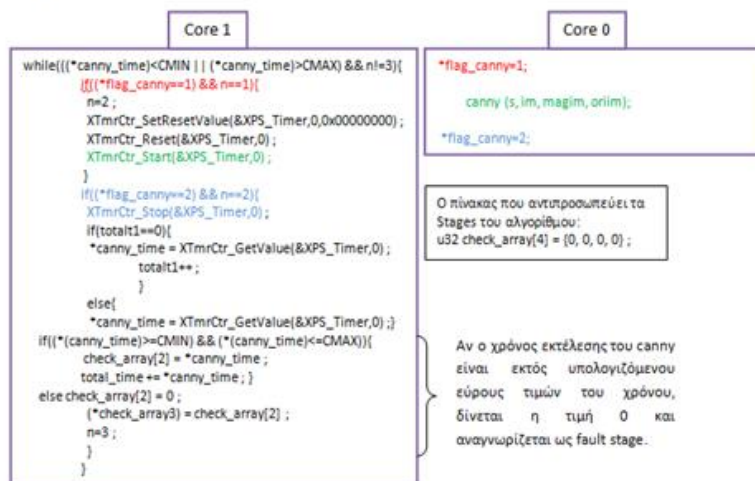 Core 1
while(((*canny_time)<CMIN || (*canny_time)>CMAX) && n!=3){
if((*flag_canny==1) && n==1){
n=2 ;
XTmrCtr_SetResetValue(&XPS_Timer,0,0x00000000) ;
XTmrCtr_Reset(&XPS_Timer,0) ;
XTmrCtr_Start(&XPS_Timer,0) ;
}
if((*flag_canny==2) && n==2){
XTmrCtr_Stop(&XPS_Timer,0) ;
if(totalt1==0){
*canny_time = XTmrCtr_GetValue(&XPS_Timer,0) ;
totalt1++ ;
}
else{
*canny_time = XTmrCtr_GetValue(&XPS_Timer,0) ;}
if((*(canny_time)>=CMIN) && (*(canny_time)<=CMAX)){
check_array[2] = *canny_time ;
total_time += *canny_time ; }
else check_array[2] = 0 ;
(*check_array3) = check_array[2] ;
n=3 ;
}
}
Core 0
*flag_canny=1;
canny (s, im, magim, oriim);
*flag_canny=2;
Ο πίνακας που αντιπροσωπεύει τα
Stages του αλγορίθμου:
u32 check_array[4] = {0, 0, 0, 0} ;
Αν ο χρόνος εκτέλεσης του canny
είναι εκτός υπολογιζόμενου
εύρους τιμών του χρόνου,
δίνεται η τιμή 0 και
αναγνωρίζεται ως fault stage.